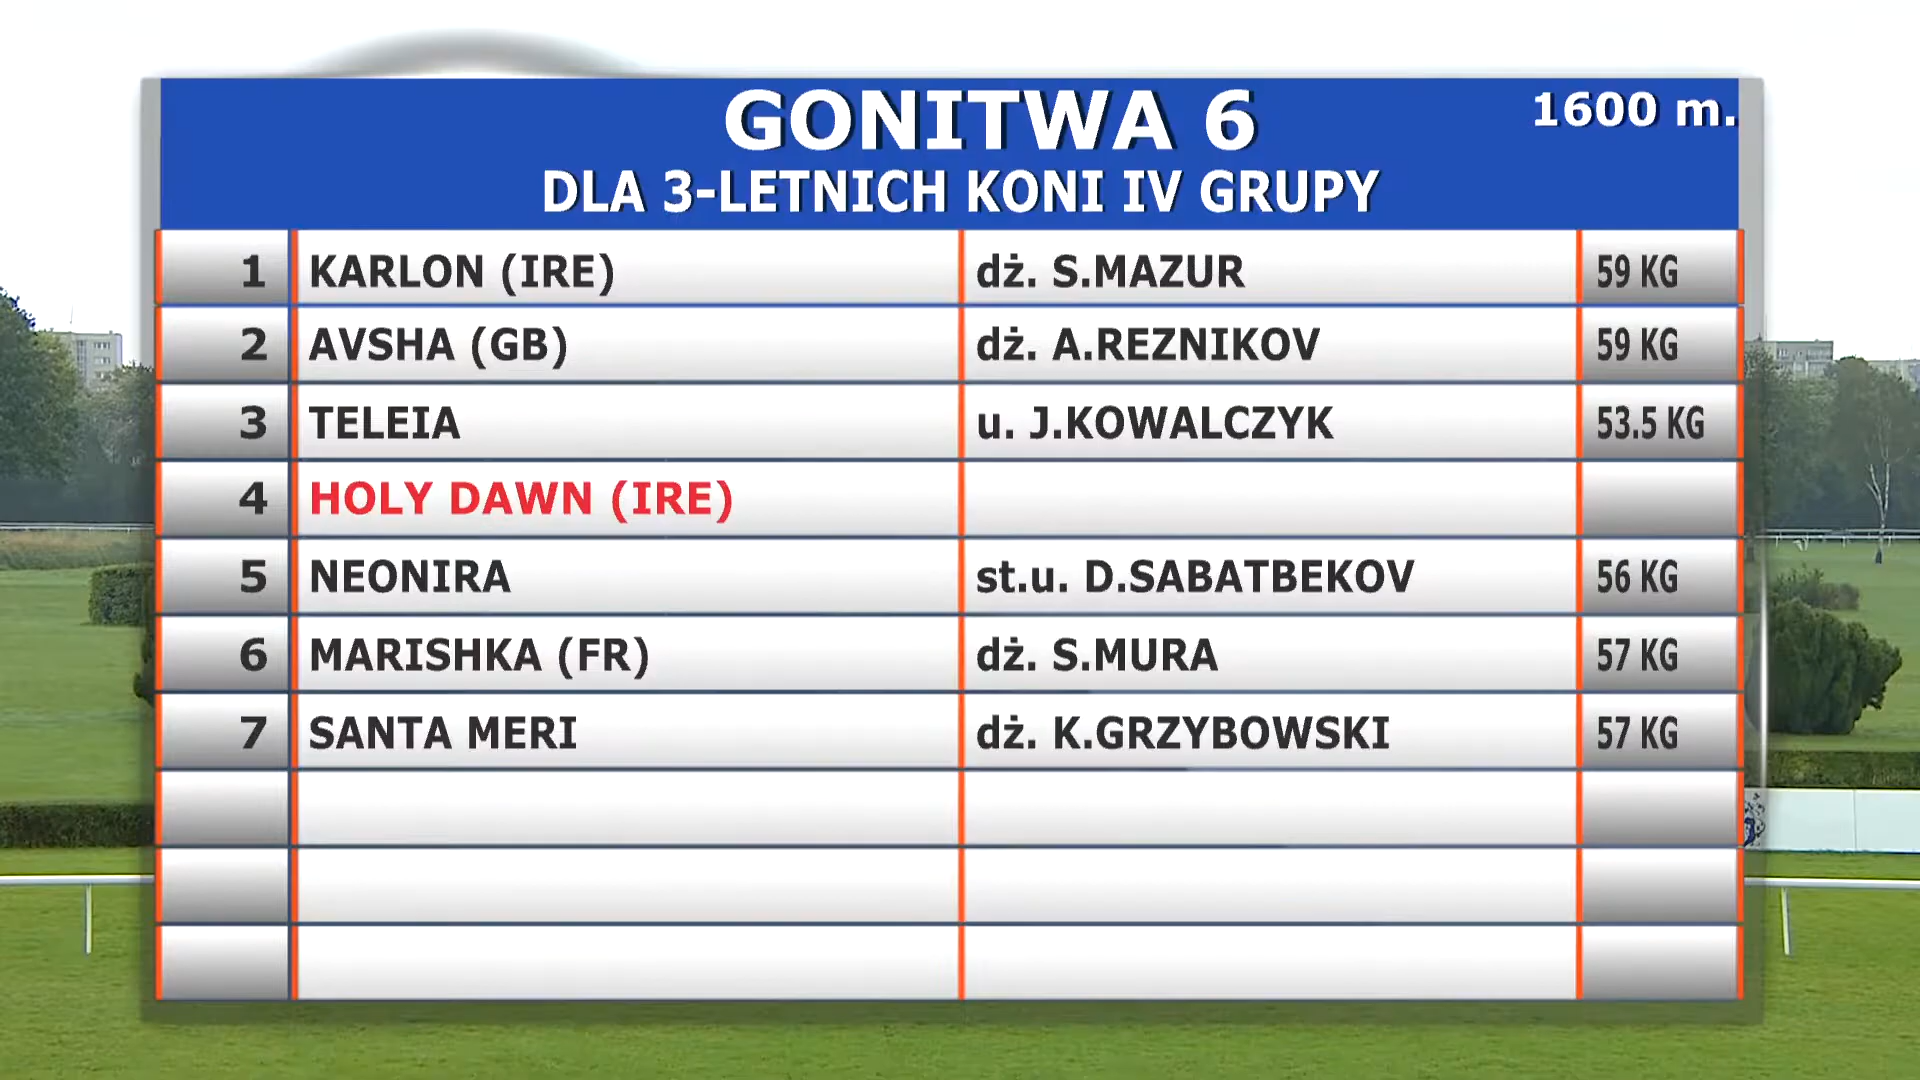 GONITWA 6
1600 m.
DLA 3-LETNICH KONI IV GRUPY
1 KARLON (IRE) dż. S.MAZUR 59 KG
2 AVSHA (GB) dż. A.REZNIKOV 59 KG
3 TELEIA u. J.KOWALCZYK 53.5 KG
4 HOLY DAWN (IRE)
5 NEONIRA st.u. D.SABATBEKOV 56 KG
6 MARISHKA (FR) dż. S.MURA 57 KG
7 SANTA MERI dż. K.GRZYBOWSKI 57 KG